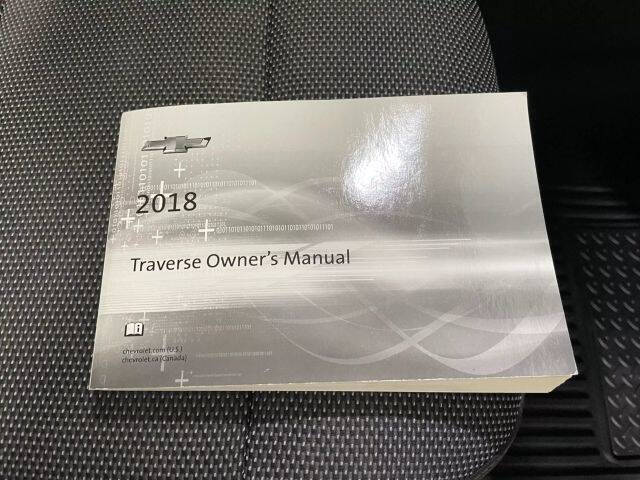 2018
Traverse Owner's Manual
chevrolet.com (U.S.)
chevrolet.ca (Canada)